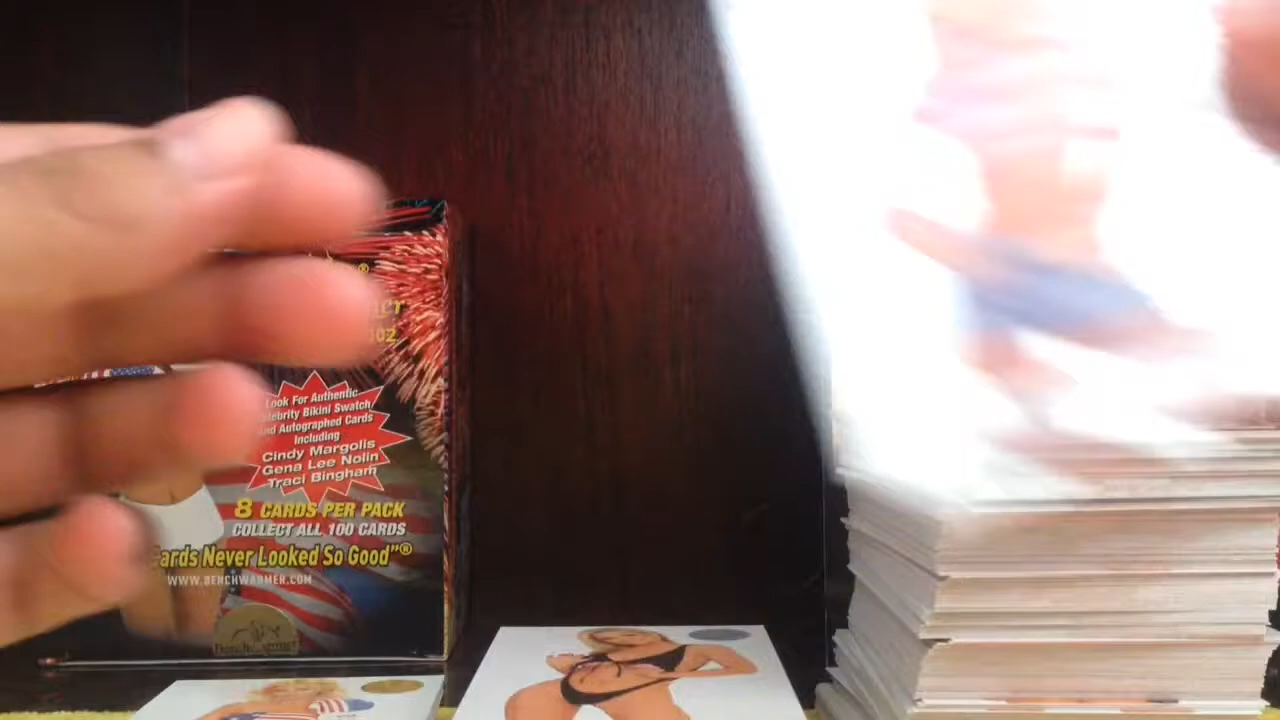 Look For Authentic
Bikini Swatch
and Autographed Cards
Including
Cindy Margolis
Gena Lee Nolin
Traci Bingham
8 CARDS PER PACK
COLLECT ALL 100 CARDS
Cards Never Looked So Good"®
WWW.BENCHWARMER.COM
BenchWarmer